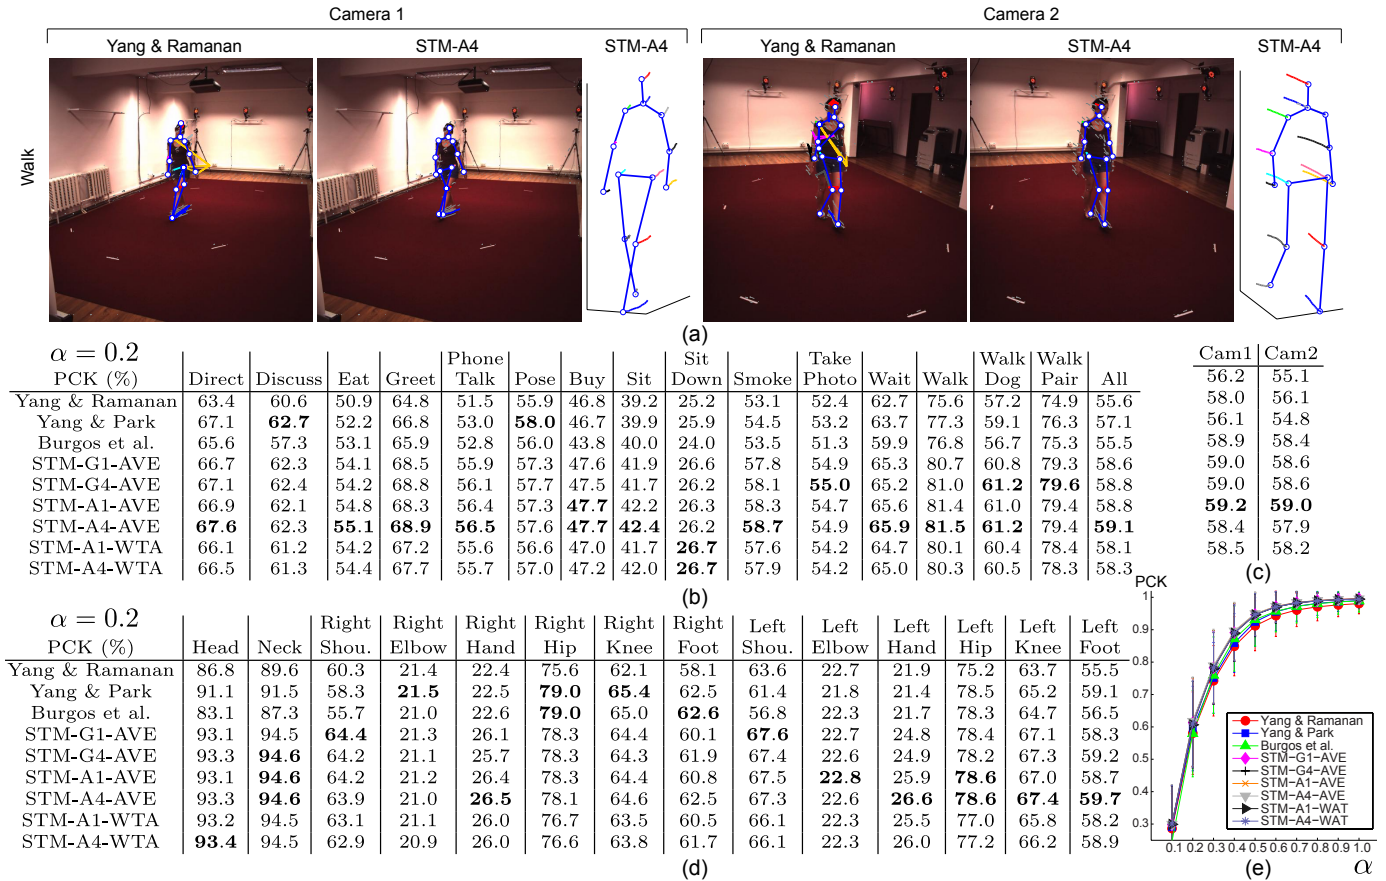 Camera 1
Camera 2
Yang & Ramanan STM-A4 STM-A4 Yang & Ramanan STM-A4 STM-A4
Walk
(a)
α = 0.2
PCK (%) Direct Discuss Eat Greet Phone Talk Pose Buy Sit Sit Down Smoke Take Photo Wait Walk Walk Dog Walk Pair All
Yang & Ramanan 63.4 60.6 50.9 64.8 51.5 55.9 46.8 39.2 25.2 53.1 52.4 62.7 75.6 57.2 74.9 55.6
Yang & Park 67.1 62.7 52.2 66.8 53.0 58.0 46.7 39.9 25.9 54.5 53.2 63.7 77.3 59.1 76.3 57.1
Burgos et al. 65.6 57.3 53.1 65.9 52.8 56.0 43.8 40.0 24.0 53.5 51.3 59.9 76.8 56.7 75.3 55.5
STM-G1-AVE 66.7 62.3 54.1 68.5 55.9 57.3 47.6 41.9 26.6 57.8 54.9 65.3 80.7 60.8 79.3 58.6
STM-G4-AVE 67.1 62.4 54.2 68.8 56.1 57.7 47.5 41.7 26.2 58.1 55.0 65.2 81.0 61.2 79.6 58.8
STM-A1-AVE 66.9 62.1 54.8 68.3 56.4 57.3 47.7 42.2 26.3 58.3 54.7 65.6 81.4 61.0 79.4 58.8
STM-A4-AVE 67.6 62.3 55.1 68.9 56.5 57.6 47.7 42.4 26.2 58.7 54.9 65.9 81.5 61.2 79.4 59.1
STM-A1-WTA 66.1 61.2 54.2 67.2 55.6 56.6 47.0 41.7 26.7 57.6 54.2 64.7 80.1 60.4 78.4 58.1
STM-A4-WTA 66.5 61.3 54.4 67.7 55.7 57.0 47.2 42.0 26.7 57.9 54.2 65.0 80.3 60.5 78.3 58.3
(b)
Cam1 Cam2
56.2 55.1
58.0 56.1
56.1 54.8
58.9 58.4
59.0 58.6
59.0 58.6
59.2 59.0
58.4 57.9
58.5 58.2
(c)
α = 0.2
PCK (%) Head Neck Right Shou. Right Elbow Right Hand Right Hip Right Knee Right Foot Left Shou. Left Elbow Left Hand Left Hip Left Knee Left Foot
Yang & Ramanan 86.8 89.6 60.3 21.4 22.4 75.6 62.1 58.1 63.6 22.7 21.9 75.2 63.7 55.5
Yang & Park 91.1 91.5 58.3 21.5 22.5 79.0 65.4 62.5 61.4 21.8 21.4 78.5 65.2 59.1
Burgos et al. 83.1 87.3 55.7 21.0 22.6 79.0 65.0 62.6 56.8 22.3 21.7 78.3 64.7 56.5
STM-G1-AVE 93.1 94.5 64.4 21.3 26.1 78.3 64.4 60.1 67.6 22.7 24.8 78.4 67.1 58.3
STM-G4-AVE 93.3 94.6 64.2 21.1 25.7 78.3 64.3 61.9 67.4 22.6 24.9 78.2 67.3 59.2
STM-A1-AVE 93.1 94.6 64.2 21.2 26.4 78.3 64.4 60.8 67.5 22.8 25.9 78.6 67.0 58.7
STM-A4-AVE 93.3 94.6 63.9 21.0 26.5 78.1 64.6 62.5 67.3 22.6 26.6 78.6 67.4 59.7
STM-A1-WTA 93.2 94.5 63.1 21.1 26.0 76.7 63.5 60.5 66.1 22.3 25.5 77.0 65.8 58.2
STM-A4-WTA 93.4 94.5 62.9 20.9 26.0 76.6 63.8 61.7 66.1 22.3 26.0 77.2 66.2 58.9
(d)
PCK
1
0.9
0.8
0.7
0.6
0.5
0.4
0.3
Yang & Ramanan
Yang & Park
Burgos et al.
STM-G1-AVE
STM-G4-AVE
STM-A1-AVE
STM-A4-AVE
STM-A1-WAT
STM-A4-WAT
0.1 0.2 0.3 0.4 0.5 0.6 0.7 0.8 0.9 1.0
(e)
α